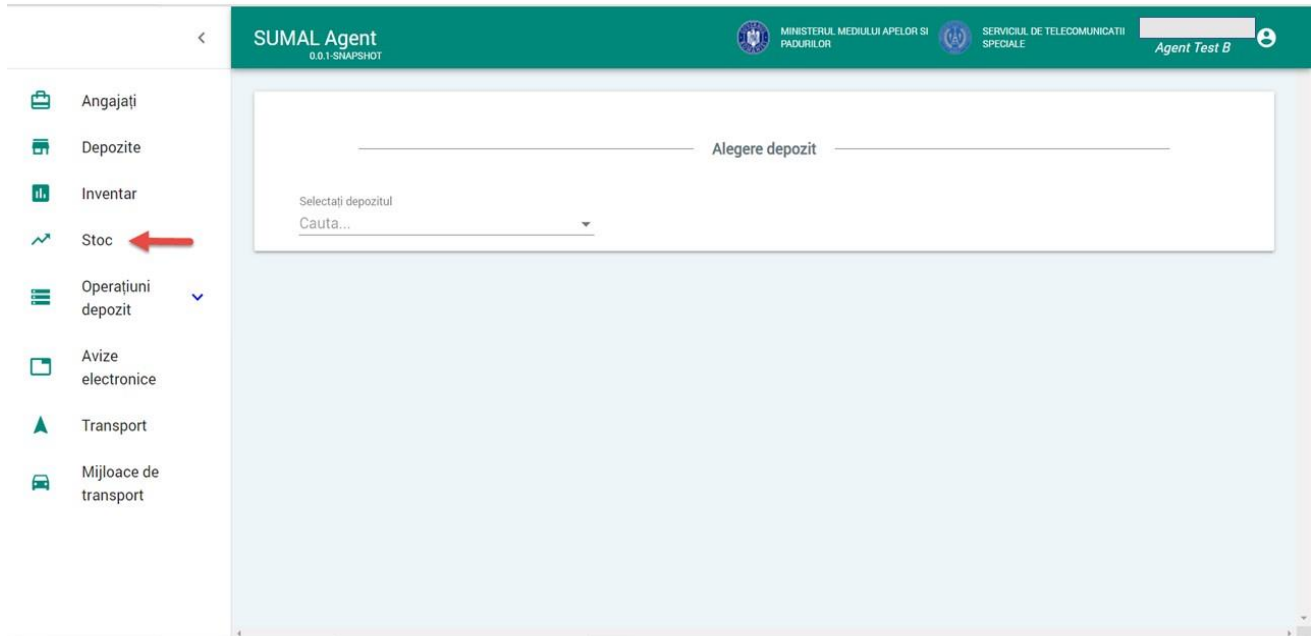 SUMAL Agent
0.0.1-SNAPSHOT
MINISTERUL MEDIULUI APELOR SI
PADURILOR
SERVICIUL DE TELECOMUNICATII
SPECIALE
Agent Test B
Angajați
Depozite
Inventar
Stoc
Operațiuni
depozit
Avize
electronice
Transport
Mijloace de
transport
Alegere depozit
Selectați depozitul
Cauta...